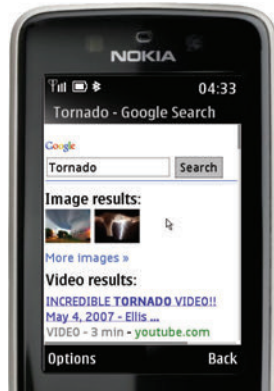 NOKIA
04:33
Tornado - Google Search
Google
Tornado Search
Image results:
More images »
Video results:
INCREDIBLE TORNADO VIDEO!!
May 4, 2007 - Ellis ...
VIDEO - 3 min - youtube.com
Options Back